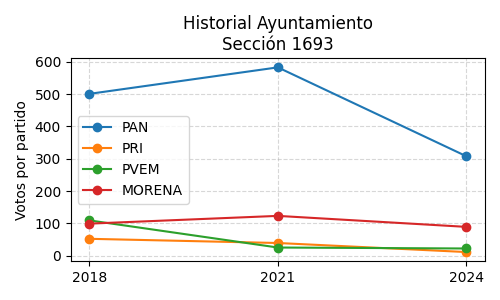 Historial Ayuntamiento
Sección 1693
Votos por partido
600
500
400
300
200
100
0
PAN
PRI
PVEM
MORENA
2018 2021 2024